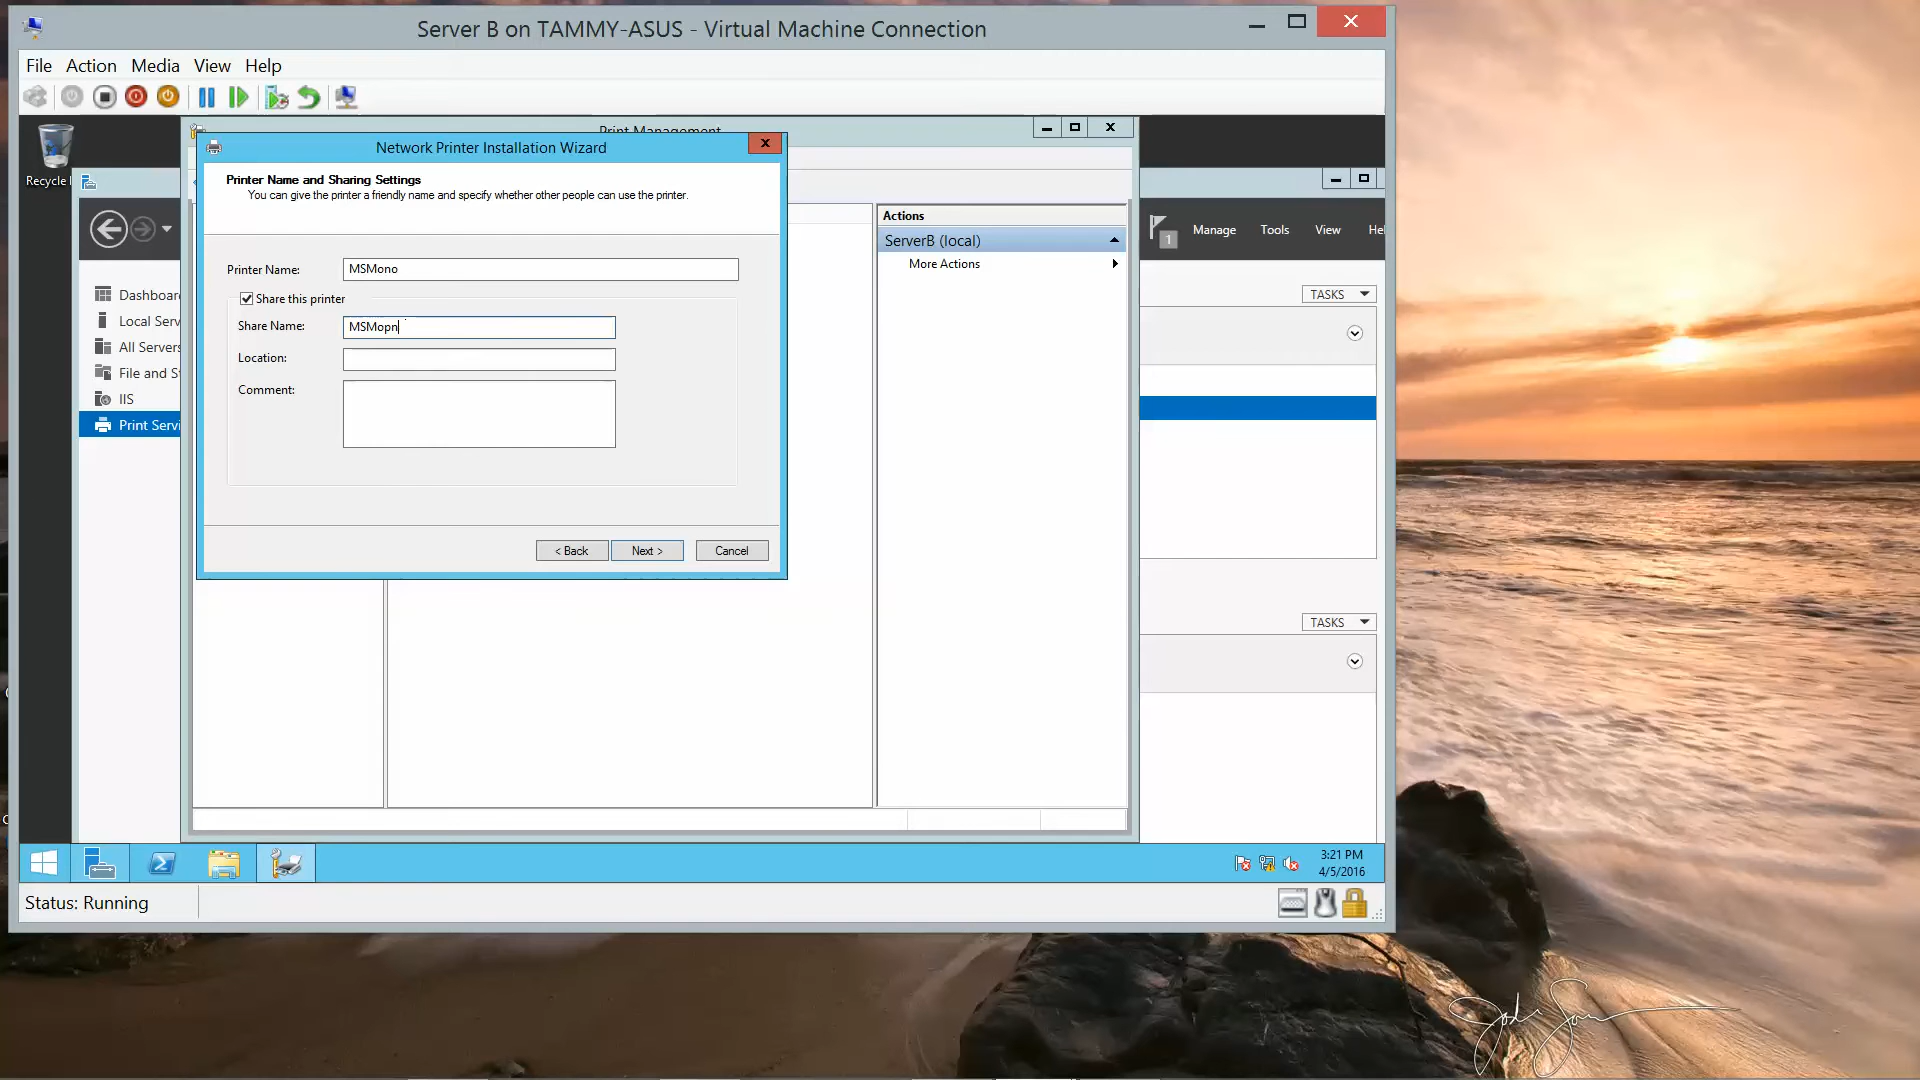 Server B on TAMMY-ASUS - Virtual Machine Connection
File Action Media View Help
Recycle
Print Management
Network Printer Installation Wizard
Printer Name and Sharing Settings
You can give the printer a friendly name and specify whether other people can use the printer.
Printer Name: MSMono
Share this printer
Share Name: MSMopn
Location:
Comment:
< Back Next > Cancel
Actions
ServerB (local)
More Actions
1 Manage Tools View Hel
Dashboar
Local Serv
All Servers
File and S
IIS
Print Servi
TASKS
TASKS
3:21 PM
4/5/2016
Status: Running